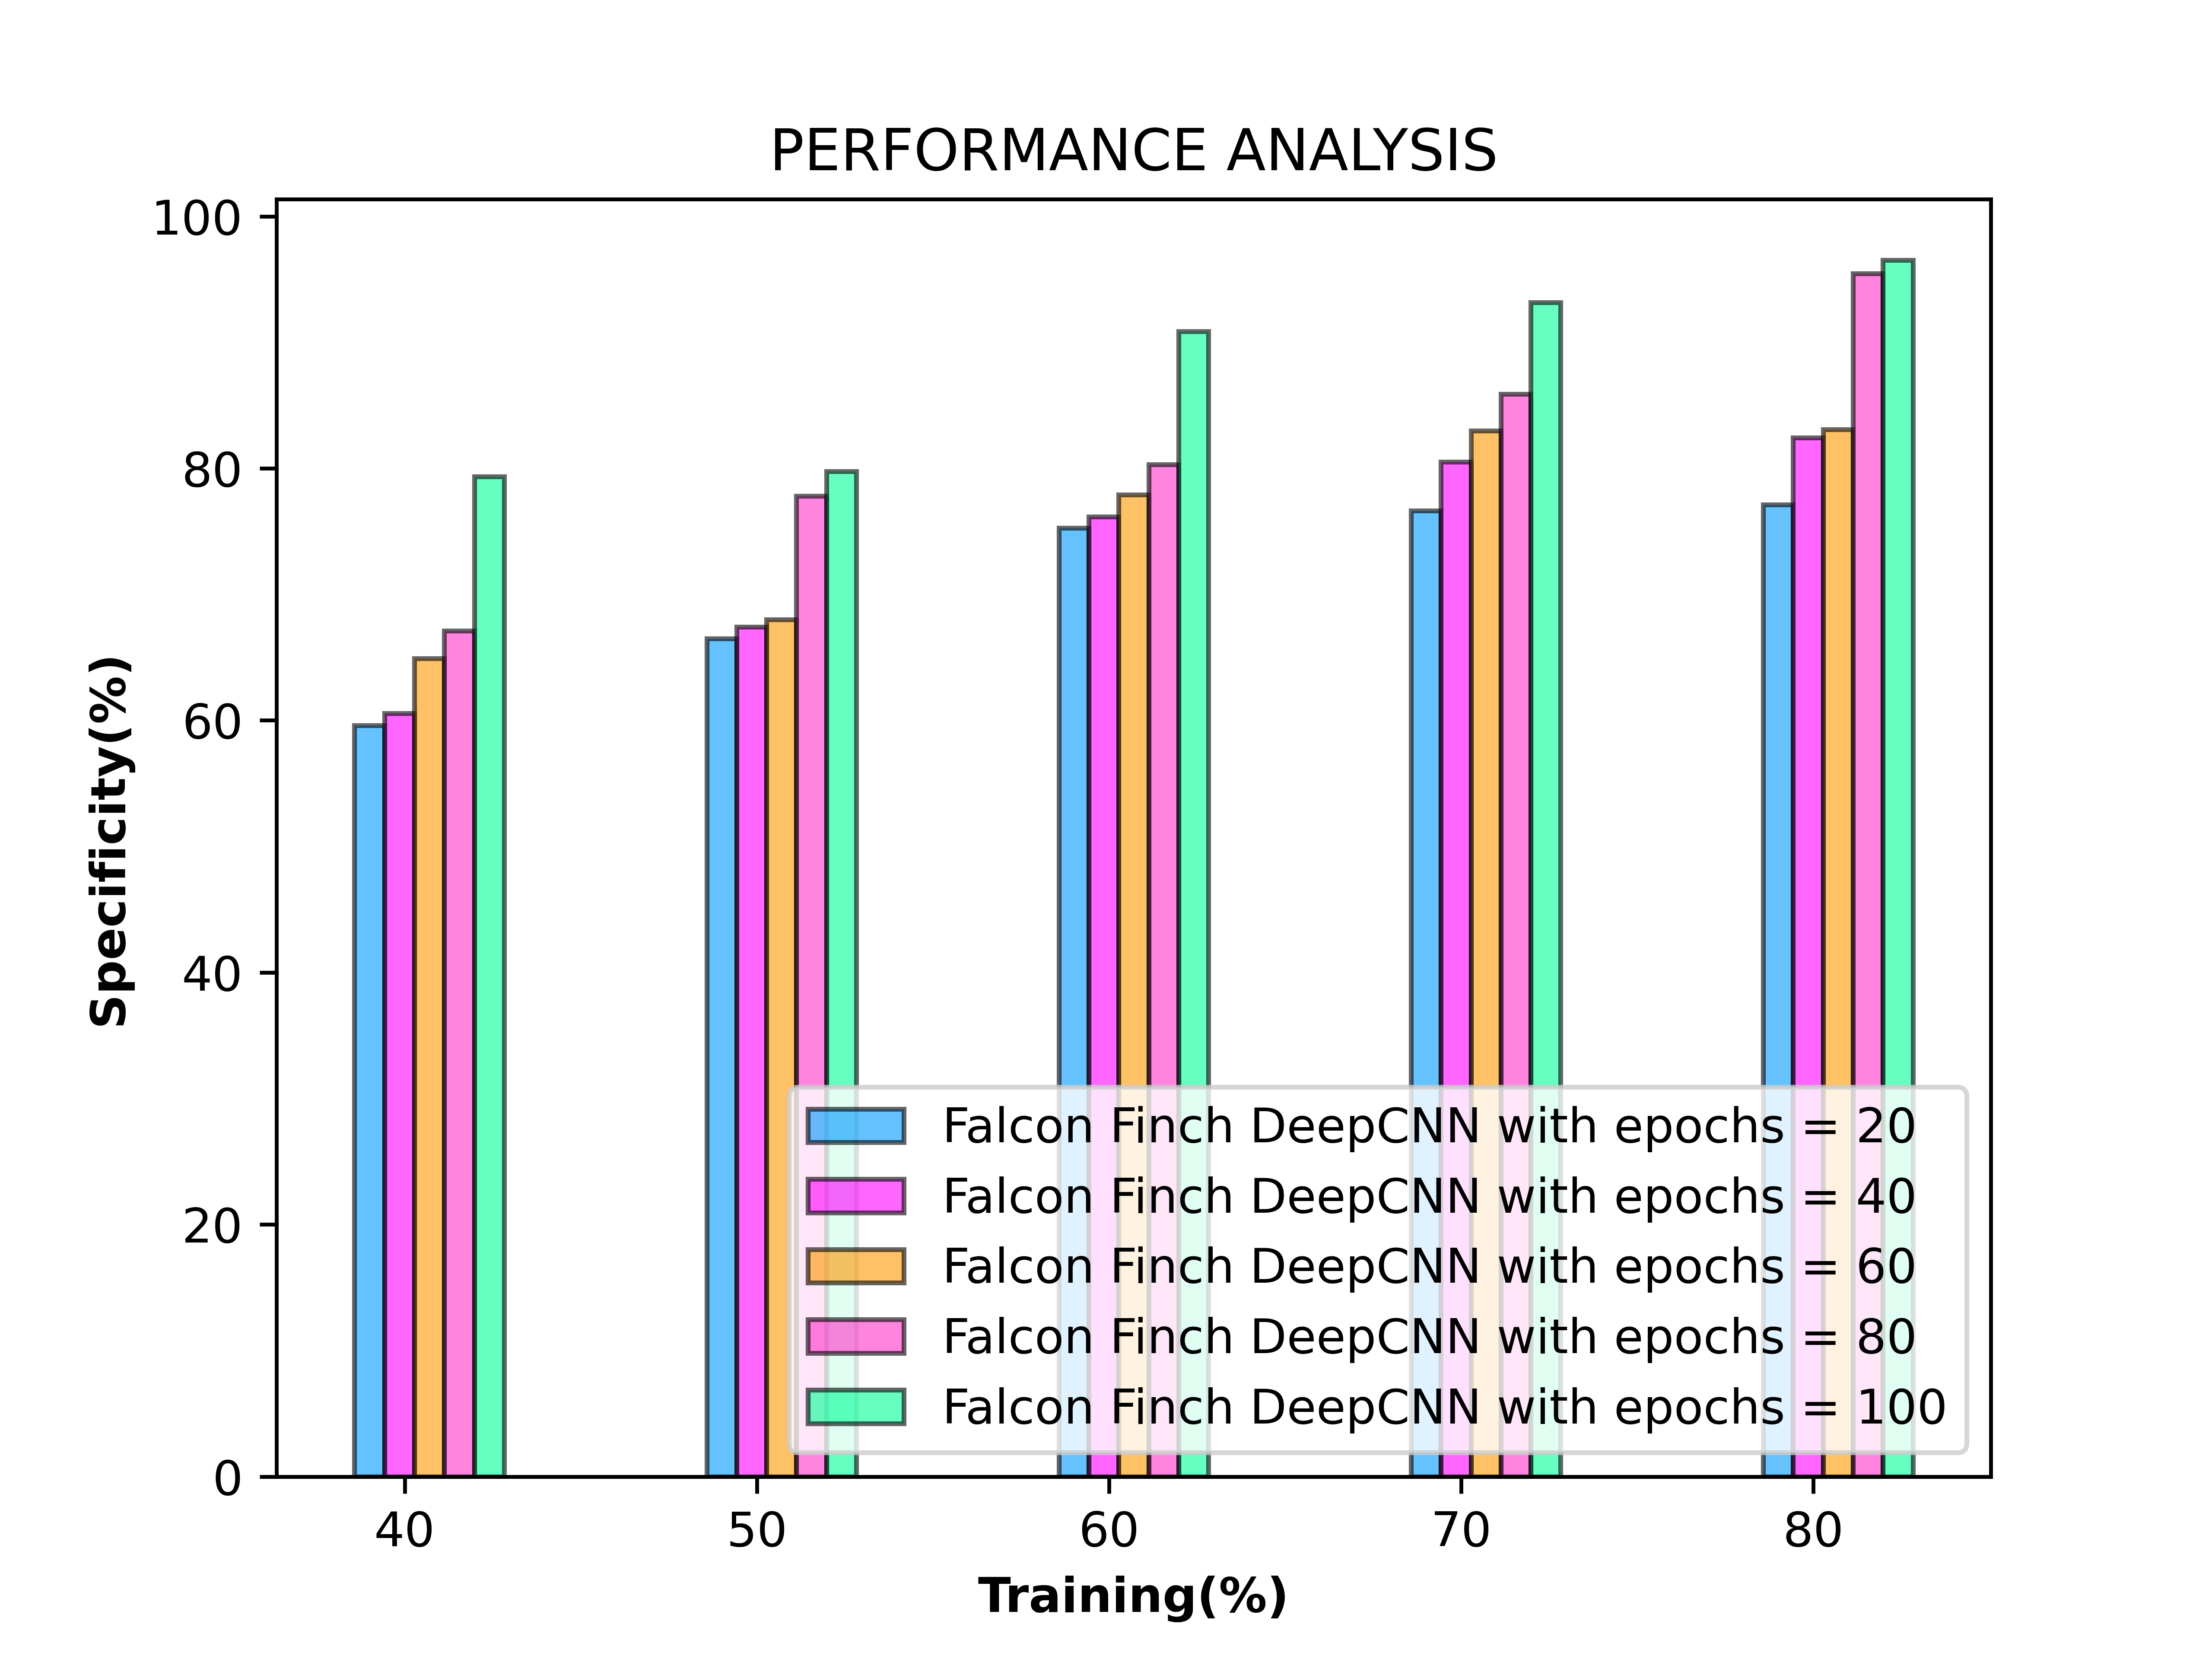 PERFORMANCE ANALYSIS
100
80
60
40
20
0
Specificity(%)
Falcon Finch DeepCNN with epochs = 20
Falcon Finch DeepCNN with epochs = 40
Falcon Finch DeepCNN with epochs = 60
Falcon Finch DeepCNN with epochs = 80
Falcon Finch DeepCNN with epochs = 100
40 50 60 70 80
Training(%)